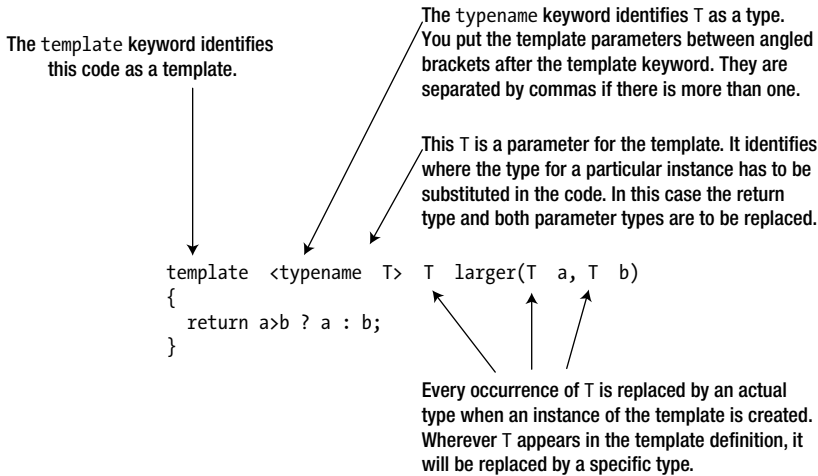 The template keyword identifies
this code as a template.
The typename keyword identifies T as a type.
You put the template parameters between angled
brackets after the template keyword. They are
separated by commas if there is more than one.
This T is a parameter for the template. It identifies
where the type for a particular instance has to be
substituted in the code. In this case the return
type and both parameter types are to be replaced.
template <typename T> T larger(T a, T b)
{
return a>b ? a : b;
}
Every occurrence of T is replaced by an actual
type when an instance of the template is created.
Wherever T appears in the template definition, it
will be replaced by a specific type.